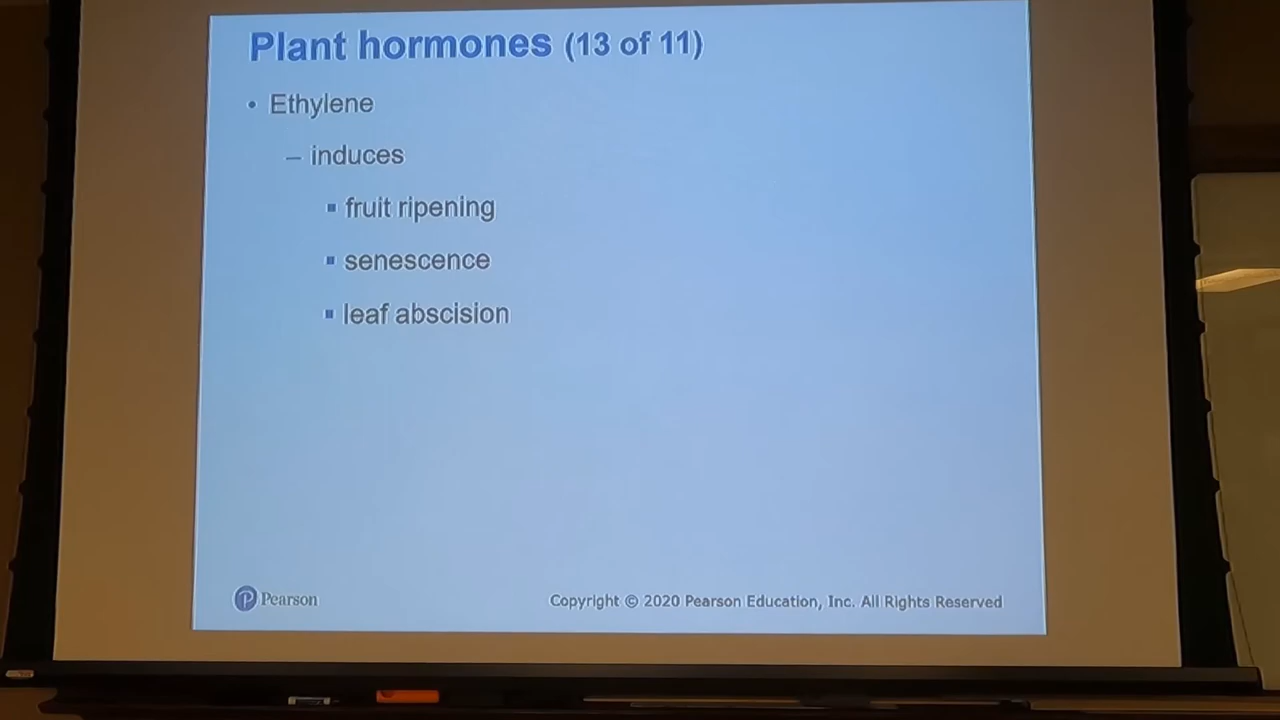 Plant hormones (13 of 11)
• Ethylene
– induces
▪ fruit ripening
▪ senescence
▪ leaf abscision
Pearson
Copyright © 2020 Pearson Education, Inc. All Rights Reserved